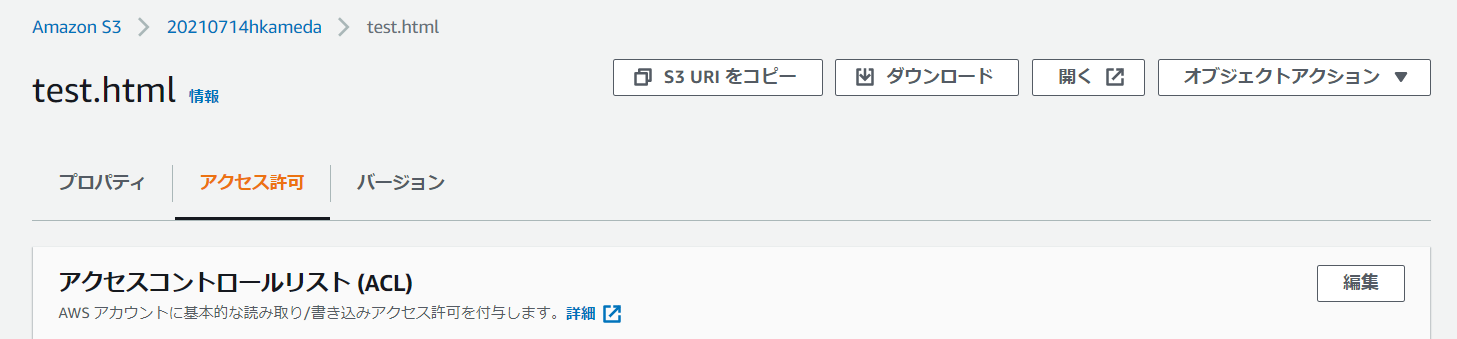 Amazon S3 > 20210714hkameda > test.html
test.html 情報
S3 URI をコピー ダウンロード 開く オブジェクトアクション ▼
プロパティ アクセス許可 バージョン
アクセスコントロールリスト (ACL) 編集
AWS アカウントに基本的な読み取り/書き込みアクセス許可を付与します。詳細